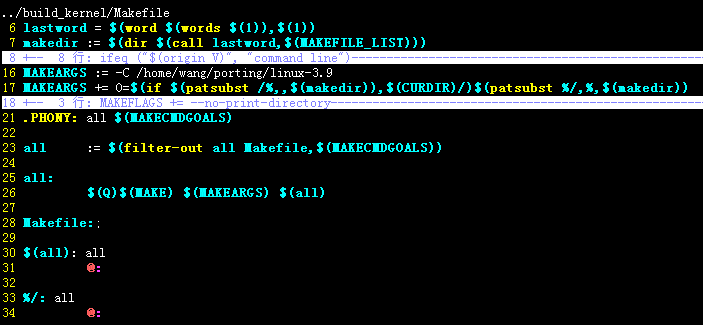 ../build_kernel/Makefile
6 lastword = $(word $(words $(1)),$(1))
7 makedir := $(dir $(call lastword,$(MAKEFILE_LIST)))
8 +-- 8 行: ifeq ("$(origin V)", "command line")
16 MAKEARGS := -C /home/wang/porting/linux-3.9
17 MAKEARGS += O=$(if $(patsubst /%,,$(makedir)),$(CURDIR)/)$(patsubst %/,%,$(makedir))
18 +-- 3 行: MAKEFLAGS += --no-print-directory
21 .PHONY: all $(MAKECMDGOALS)
22
23 all := $(filter-out all Makefile,$(MAKECMDGOALS))
24
25 all:
26 $(Q)$(MAKE) $(MAKEARGS) $(all)
27
28 Makefile:;
29
30 $(all): all
31 @:
32
33 %/: all
34 @: